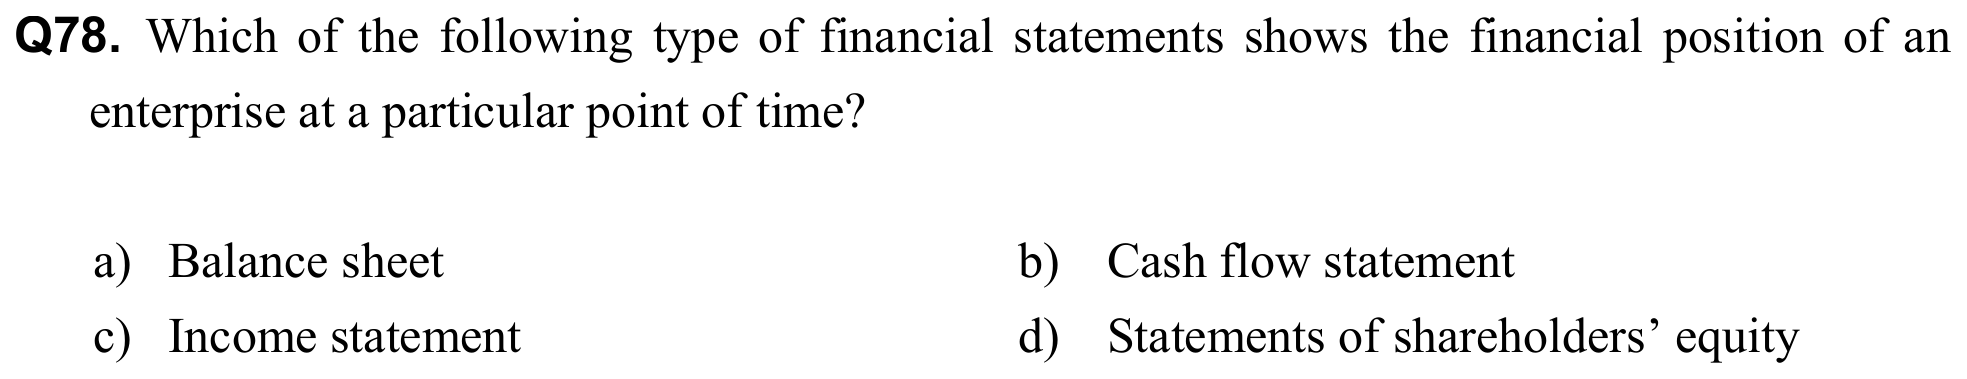 Q78. Which of the following type of financial statements shows the financial position of an
enterprise at a particular point of time?
a) Balance sheet b) Cash flow statement
c) Income statement d) Statements of shareholders’ equity